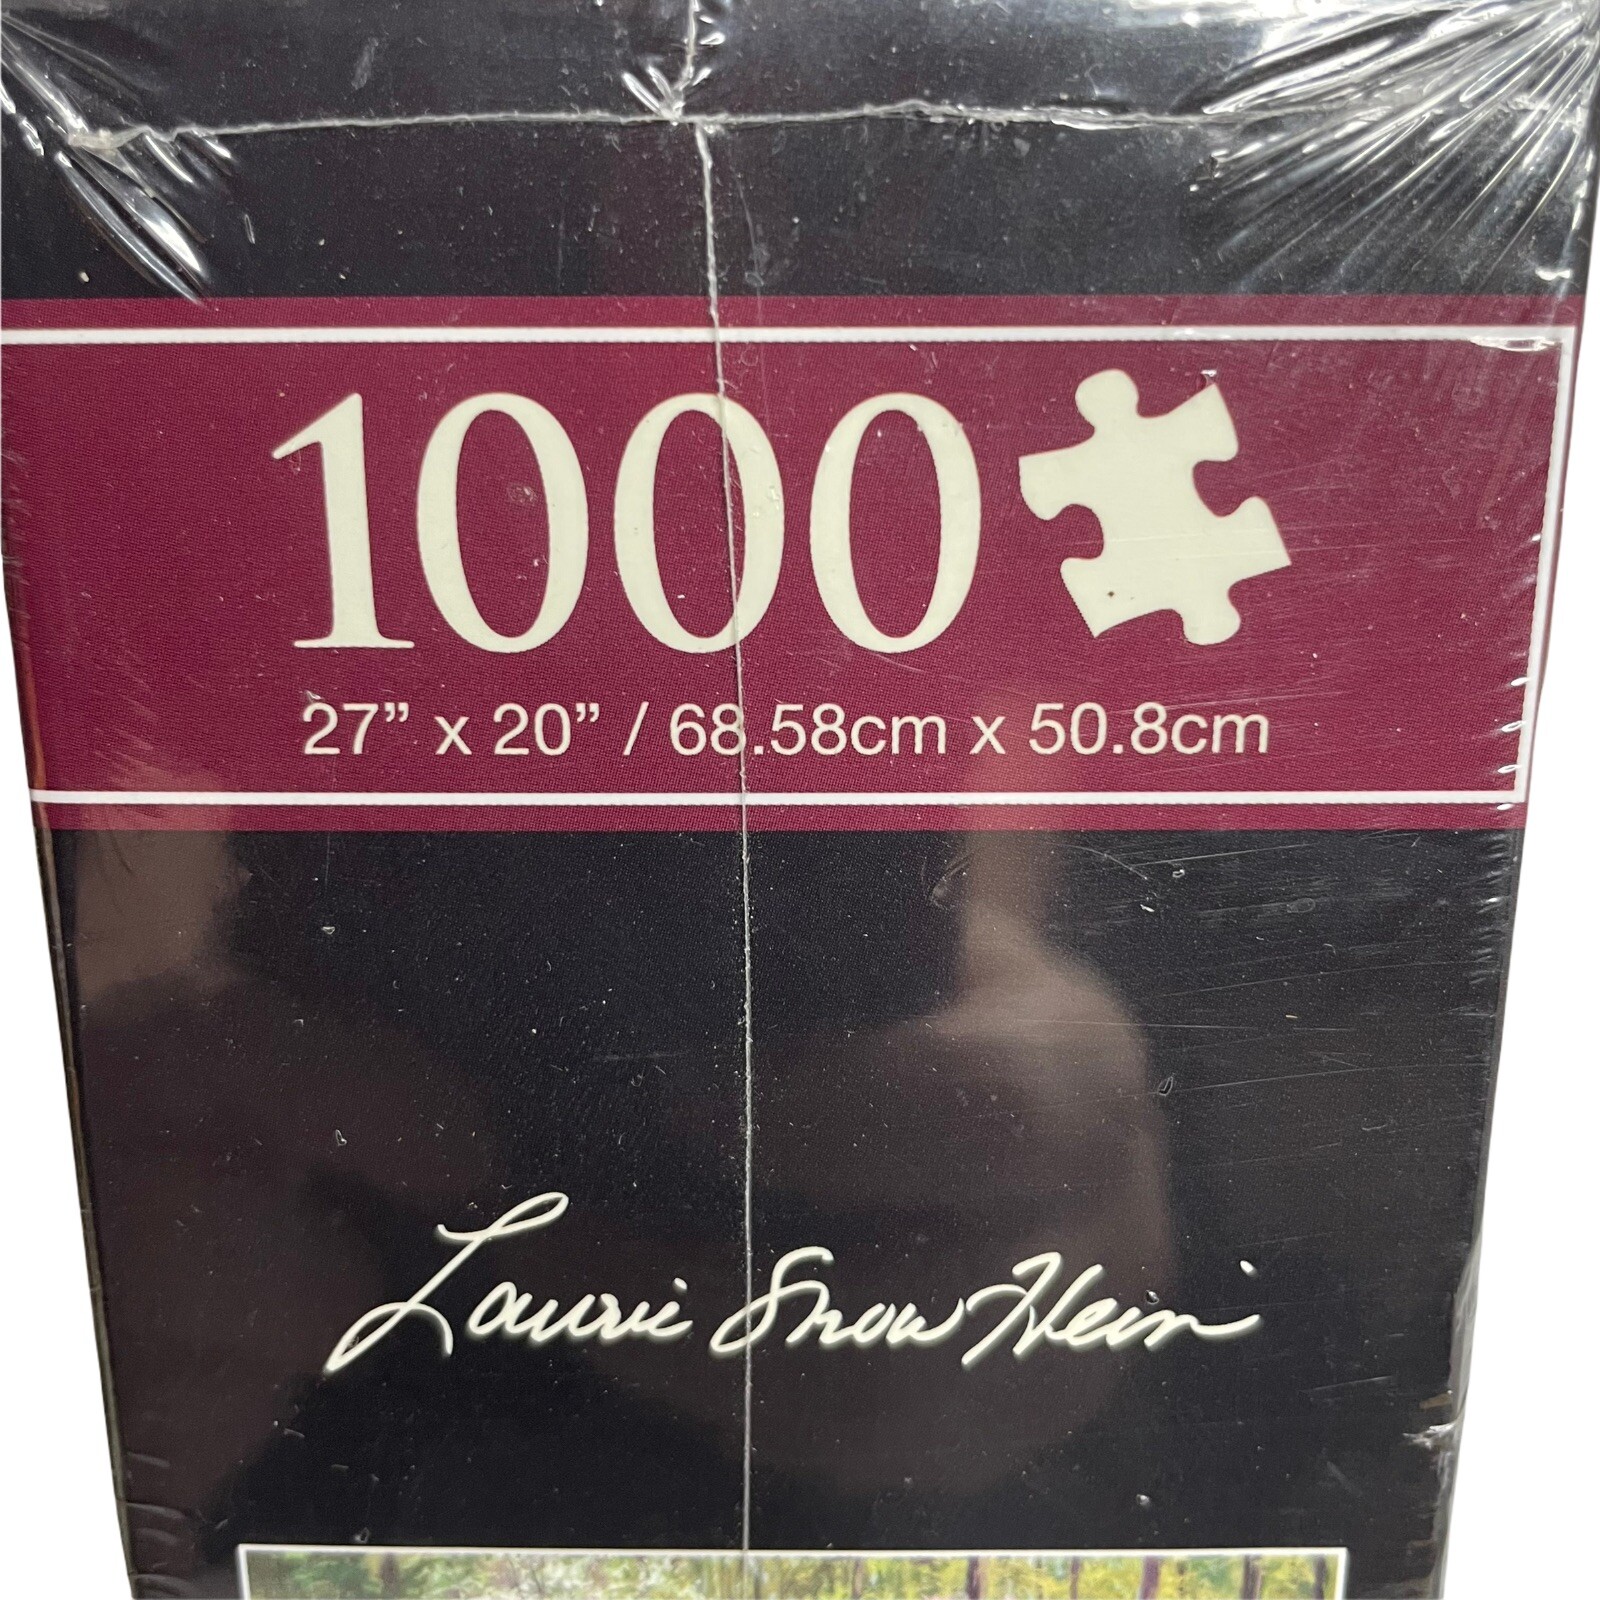 1000
27” x 20” / 68.58cm x 50.8cm
Laurie Snow Hein